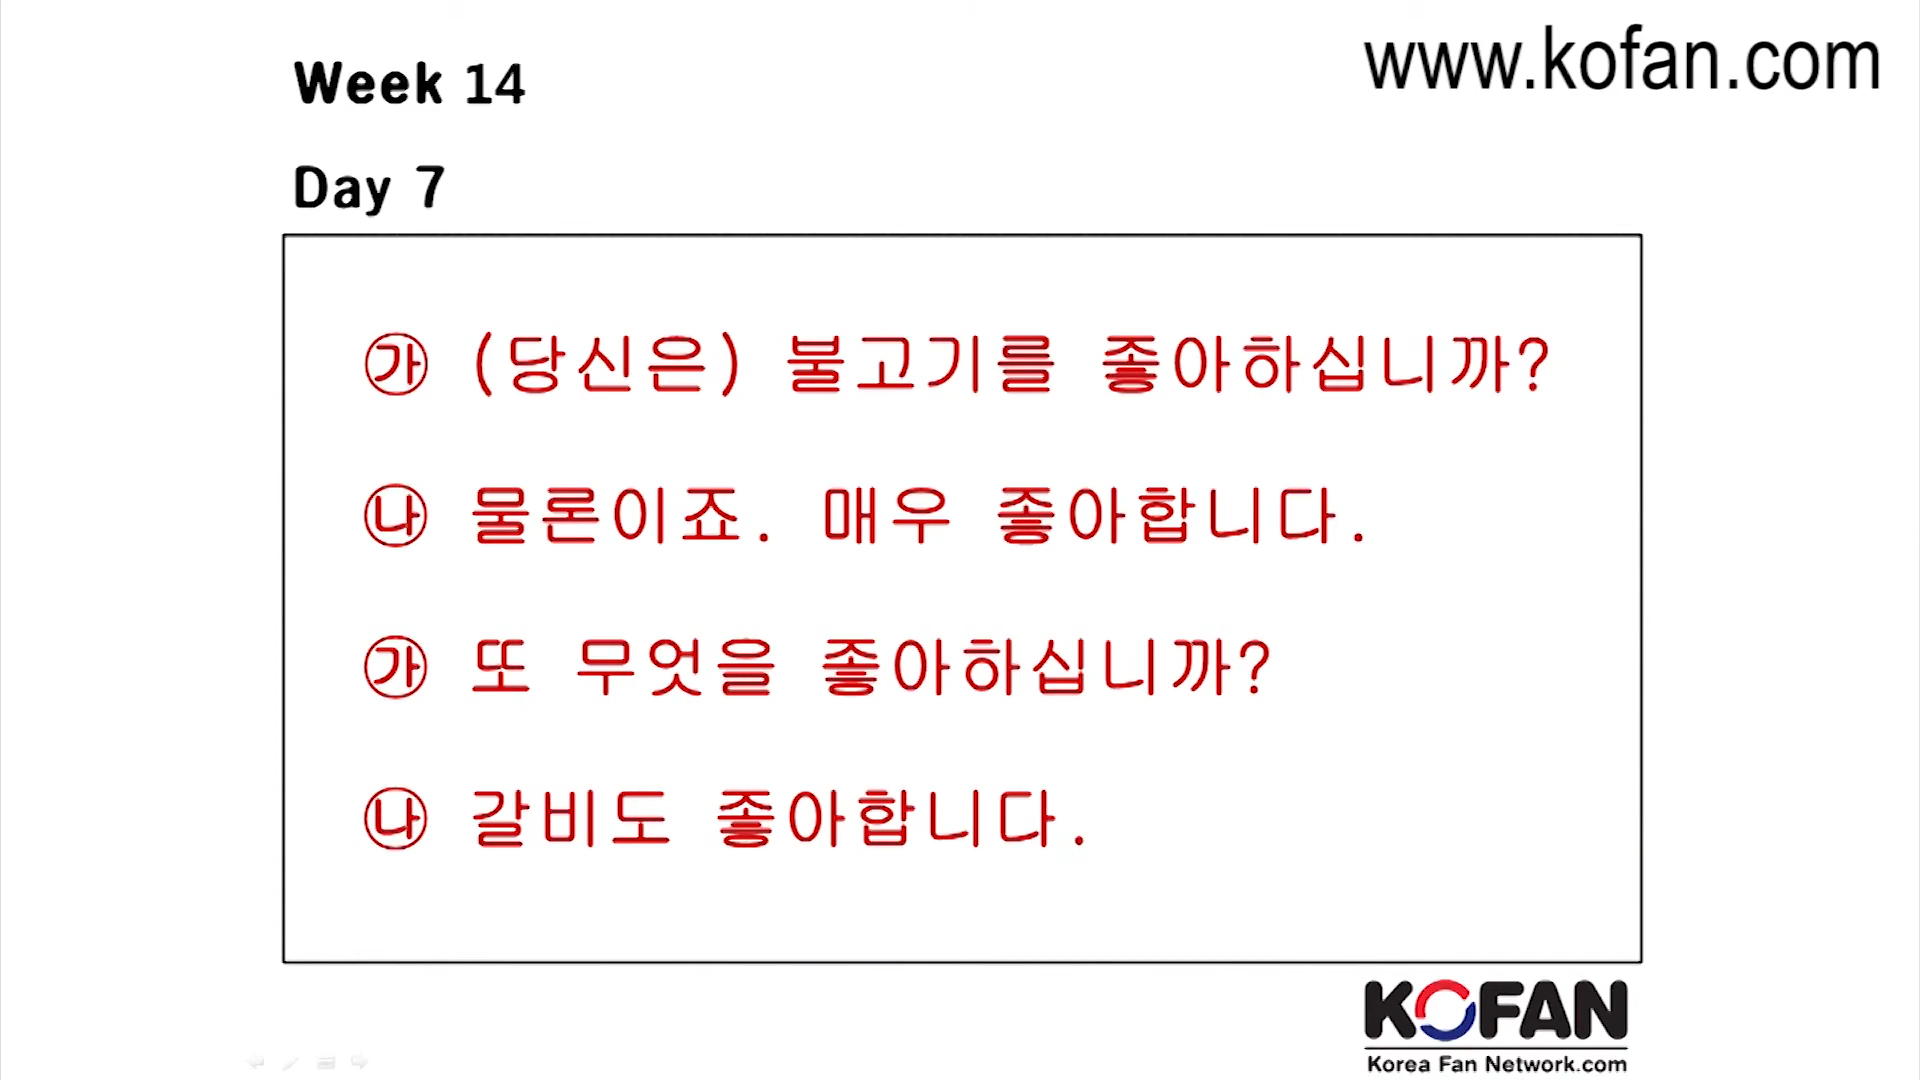 www.kofan.com
Week 14
Day 7
㉮ (당신은) 불고기를 좋아하십니까?
㉯ 물론이죠. 매우 좋아합니다.
㉮ 또 무엇을 좋아하십니까?
㉯ 갈비도 좋아합니다.
KOFAN
Korea Fan Network.com